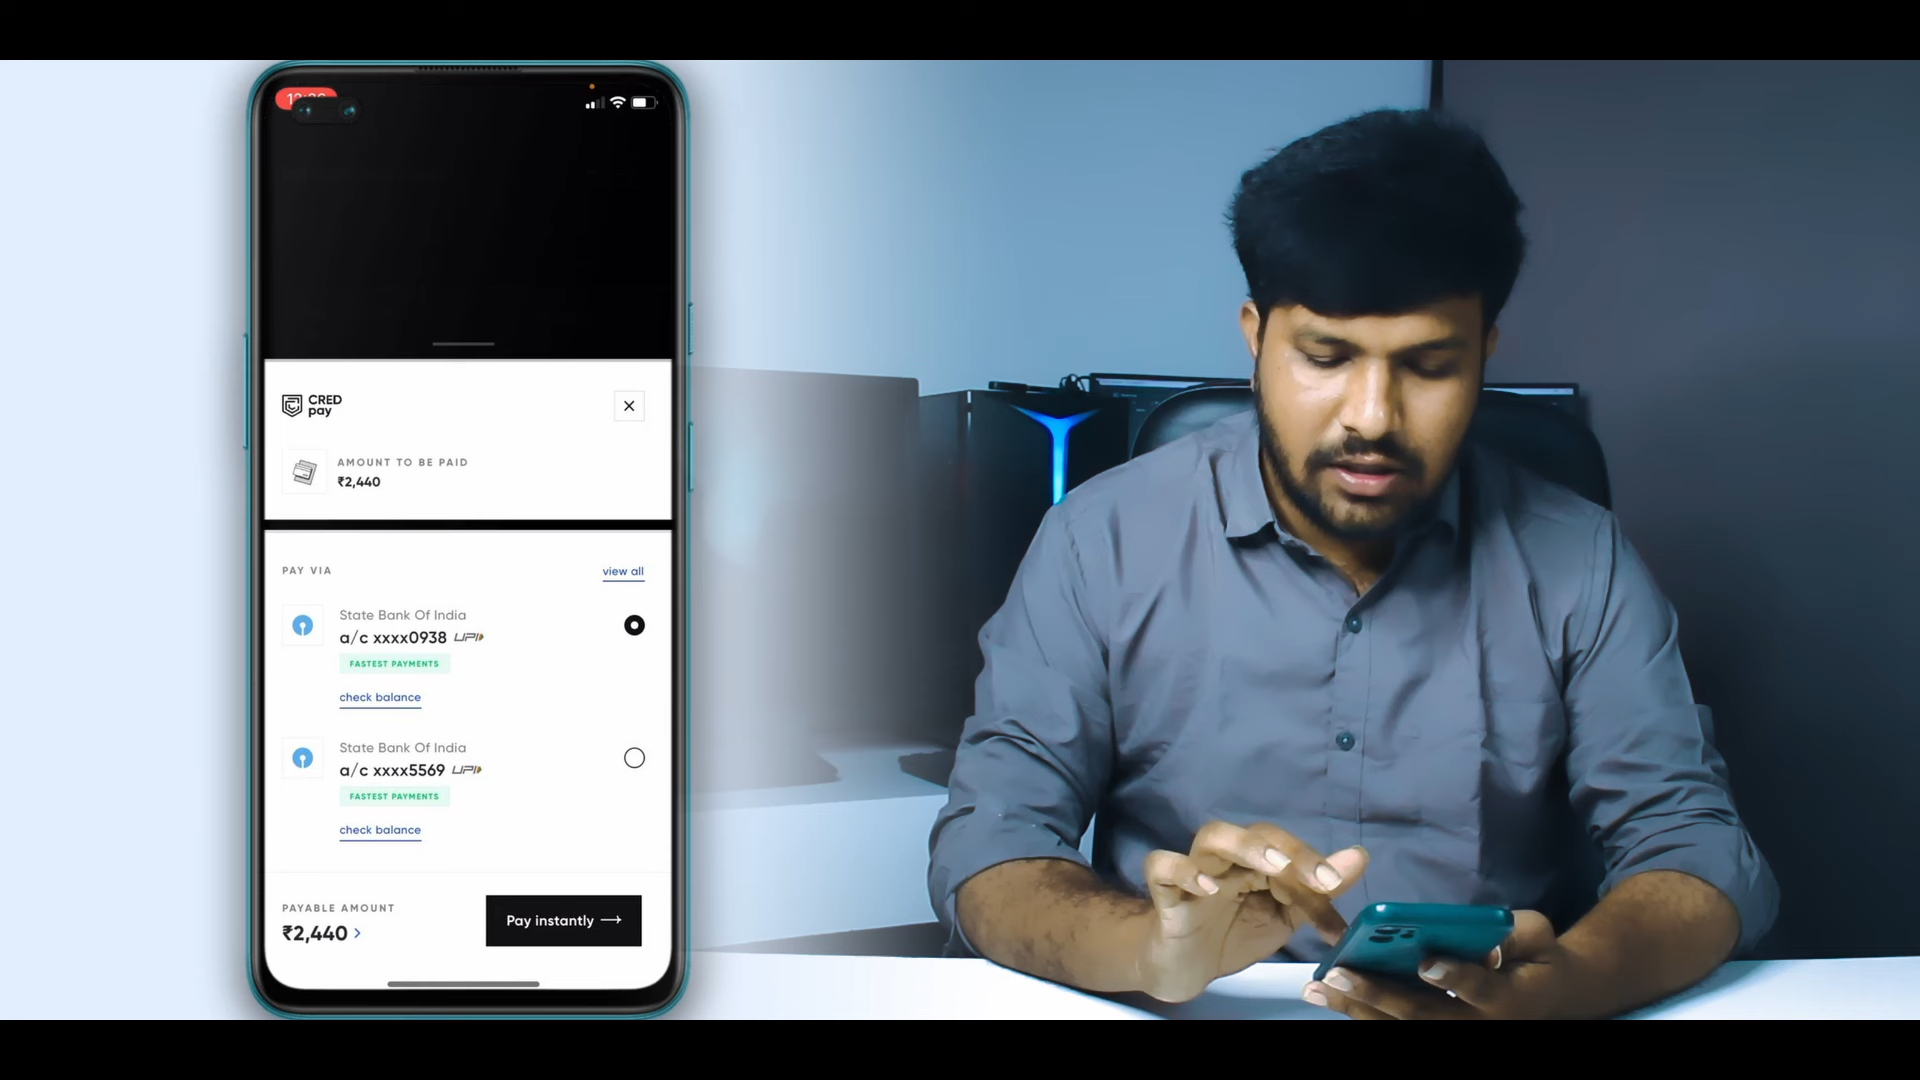 CRED
pay
AMOUNT TO BE PAID
₹2,440
PAY VIA
view all
State Bank Of India
a/c xxxx0938 UPI
FASTEST PAYMENTS
check balance
State Bank Of India
a/c xxxx5569 UPI
FASTEST PAYMENTS
check balance
PAYABLE AMOUNT
₹2,440 >
Pay instantly →